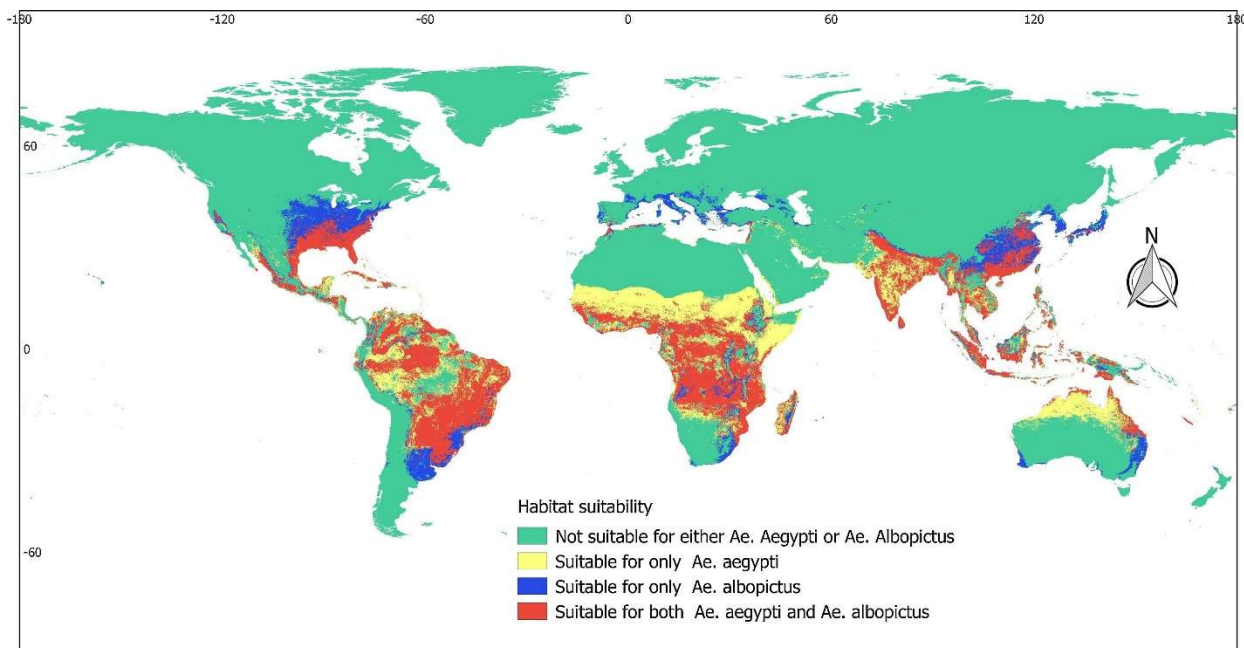 -180 -120 -60 0 60 120 180
60
0
-60
N
Habitat suitability
Not suitable for either Ae. Aegypti or Ae. Albopictus
Suitable for only Ae. aegypti
Suitable for only Ae. albopictus
Suitable for both Ae. aegypti and Ae. albopictus